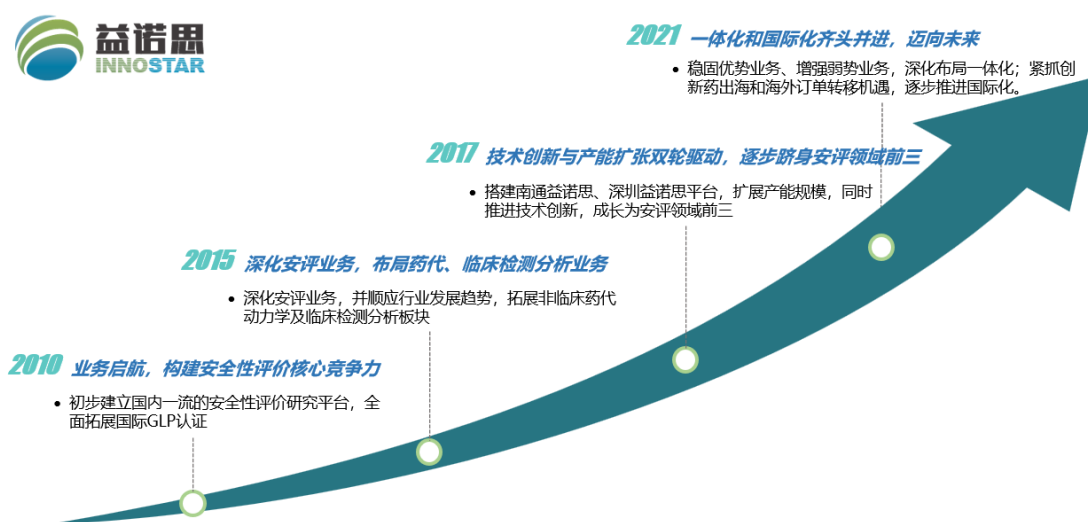 益诺思
INNOSTAR
2021 一体化和国际化齐头并进，迈向未来
• 稳固优势业务、增强弱势业务，深化布局一体化；紧抓创
新药出海和海外订单转移机遇，逐步推进国际化。
2017 技术创新与产能扩张双轮驱动，逐步跻身安评领域前三
• 搭建南通益诺思、深圳益诺思平台，扩展产能规模，同时
推进技术创新，成长为安评领域前三
2015 深化安评业务，布局药代、临床检测分析业务
• 深化安评业务，并顺应行业发展趋势，拓展非临床药代
动力学及临床检测分析板块
2010 业务启航，构建安全性评价核心竞争力
• 初步建立国内一流的安全性评价研究平台，全
面拓展国际GLP认证